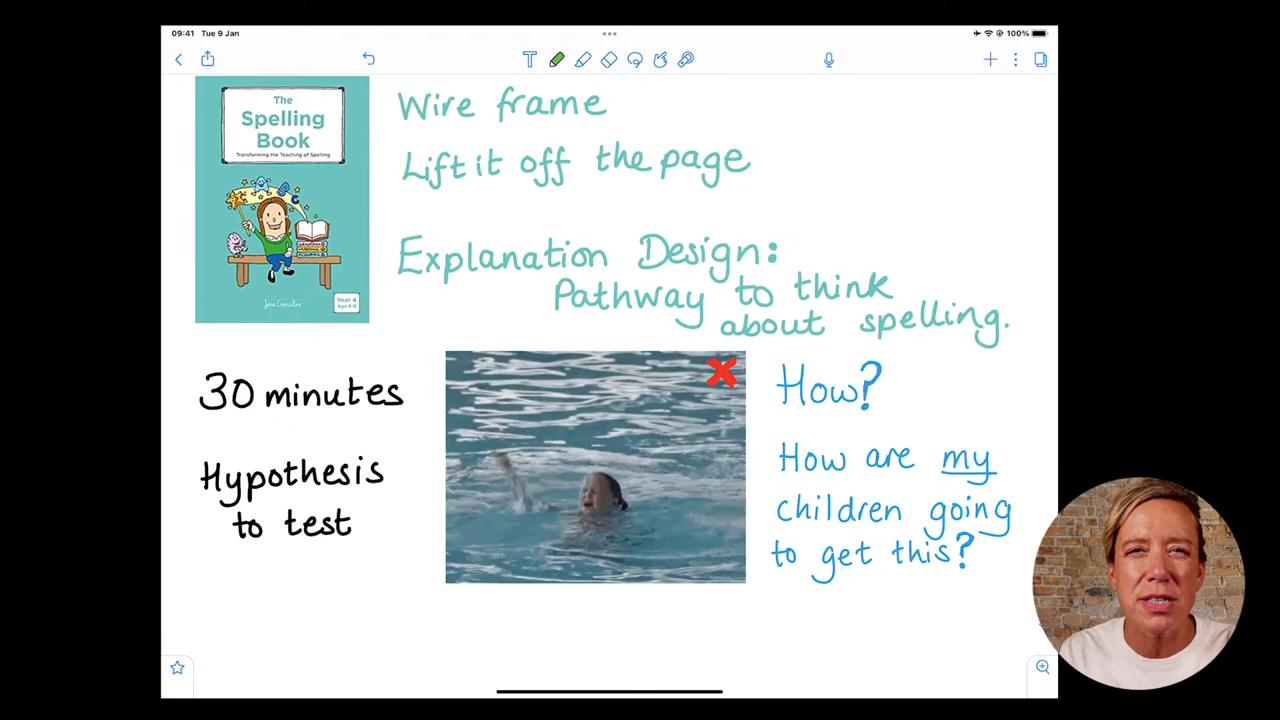 09:41 Tue 9 Jan
100%
The
Spelling
Book
Transforming the Teaching of Spelling
Year 4
Wire frame
Lift it off the page
Explanation Design:
Pathway to think
about spelling.
30 minutes
Hypothesis
to test
How?
How are my
children going
to get this?